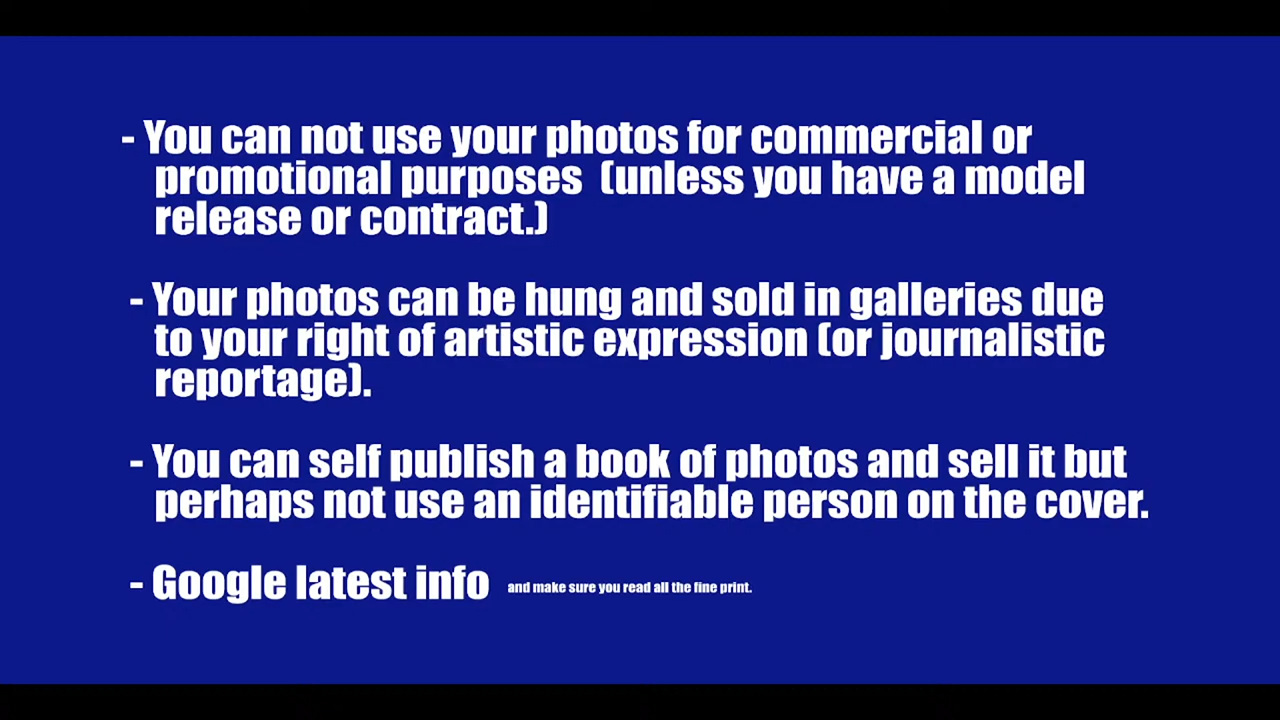 - You can not use your photos for commercial or
promotional purposes (unless you have a model
release or contract.)
- Your photos can be hung and sold in galleries due
to your right of artistic expression (or journalistic
reportage).
- You can self publish a book of photos and sell it but
perhaps not use an identifiable person on the cover.
- Google latest info and make sure you read all the fine print.